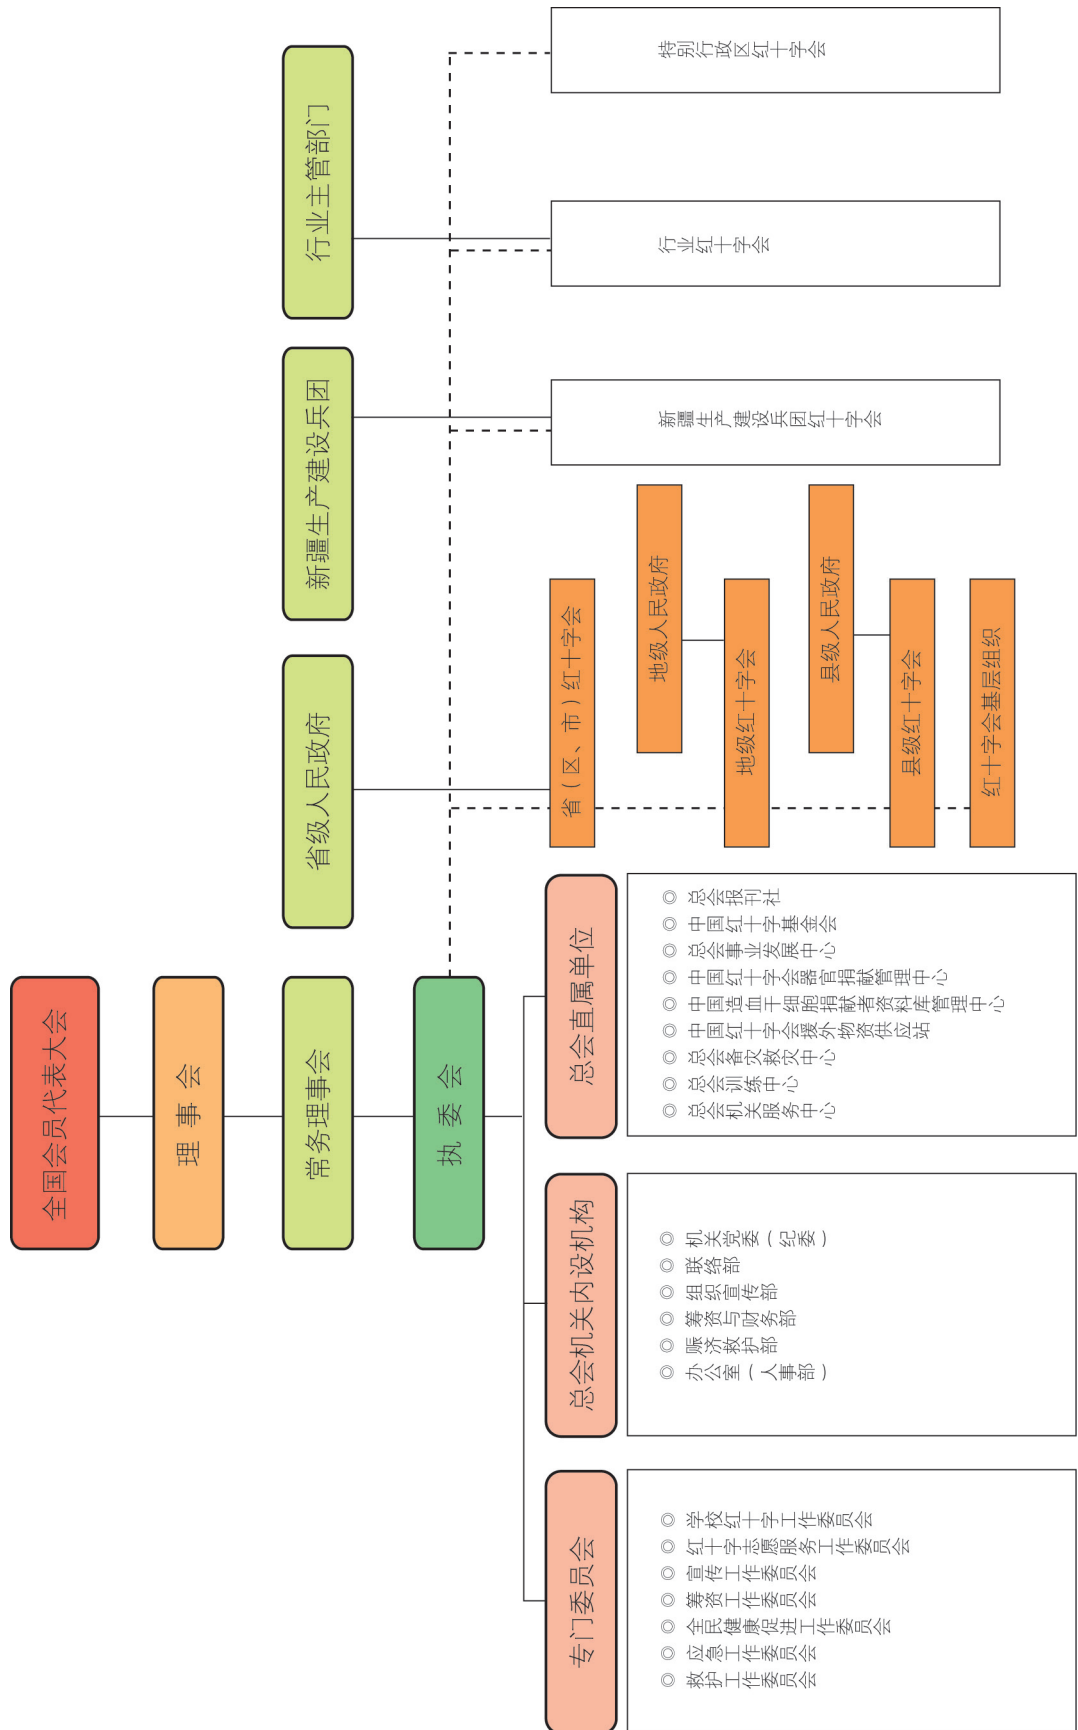 全国会员代表大会
理事会
常务理事会
省级人民政府
新疆生产建设兵团
行业主管部门
执委会
专门委员会
◎ 救护工作委员会
◎ 应急工作委员会
◎ 全民健康促进工作委员会
◎ 筹资工作委员会
◎ 宣传工作委员会
◎ 红十字志愿服务工作委员会
◎ 学校红十字工作委员会
总会机关内设机构
◎ 办公室（人事部）
◎ 赈济救护部
◎ 筹资与财务部
◎ 组织宣传部
◎ 联络部
◎ 机关党委（纪委）
总会直属单位
◎ 总会机关服务中心
◎ 总会训练中心
◎ 总会备灾救灾中心
◎ 中国红十字会援外物资供应站
◎ 中国造血干细胞捐献者资料库管理中心
◎ 中国红十字会器官捐献管理中心
◎ 总会事业发展中心
◎ 中国红十字基金会
◎ 总会报刊社
省（区、市）红十字会
地级人民政府
地级红十字会
县级人民政府
县级红十字会
红十字会基层组织
新疆生产建设兵团红十字会
行业红十字会
特别行政区红十字会